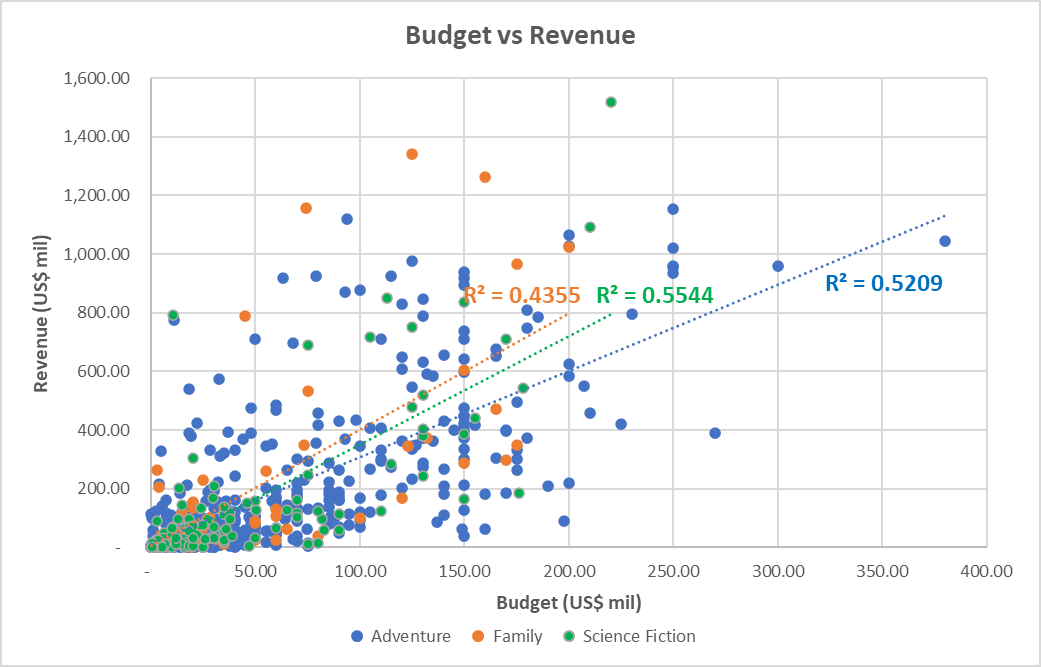 Budget vs Revenue
1,600.00
1,400.00
1,200.00
1,000.00
800.00
600.00
400.00
200.00
-
Revenue (US$ mil)
R² = 0.4355
R² = 0.5544
R² = 0.5209
- 50.00 100.00 150.00 200.00 250.00 300.00 350.00 400.00
Budget (US$ mil)
Adventure Family Science Fiction